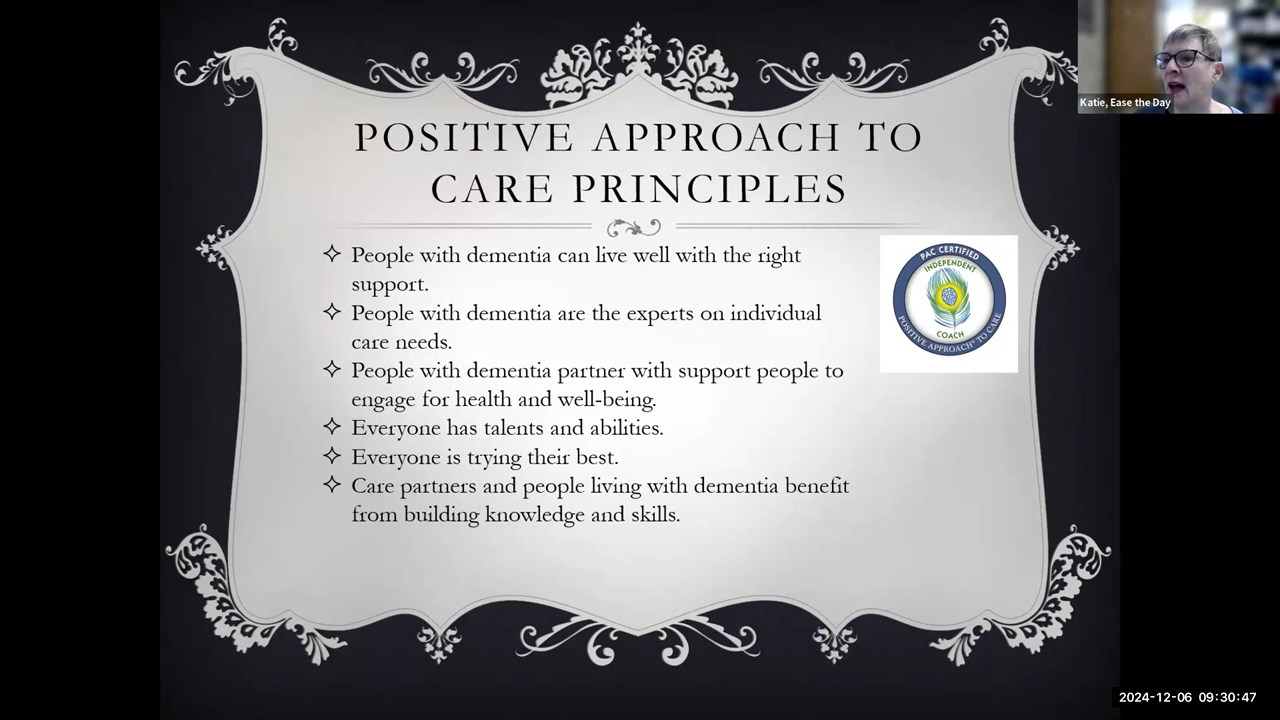 Katie, Ease the Day
POSITIVE APPROACH TO
CARE PRINCIPLES
People with dementia can live well with the right
support.
People with dementia are the experts on individual
care needs.
People with dementia partner with support people to
engage for health and well-being.
Everyone has talents and abilities.
Everyone is trying their best.
Care partners and people living with dementia benefit
from building knowledge and skills.
PAC CERTIFIED
INDEPENDENT
COACH
POSITIVE APPROACH® TO CARE
2024-12-06 09:30:47